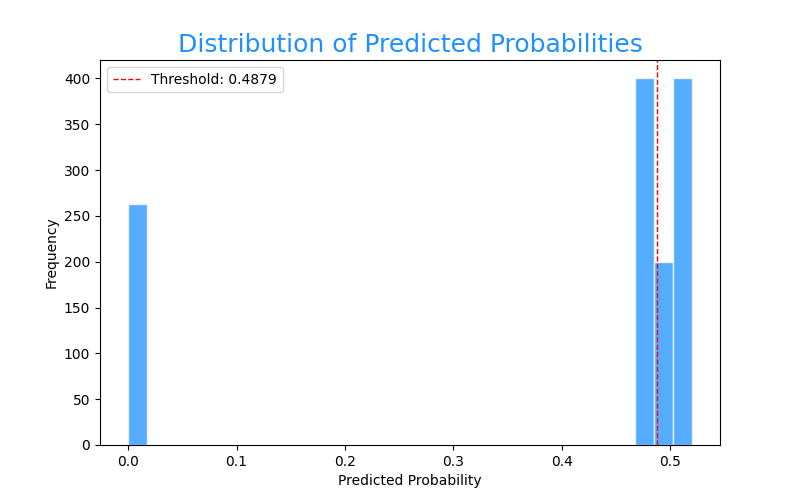 Distribution of Predicted Probabilities
Threshold: 0.4879
400
350
300
250
200
150
100
50
0
Frequency
0.0 0.1 0.2 0.3 0.4 0.5
Predicted Probability